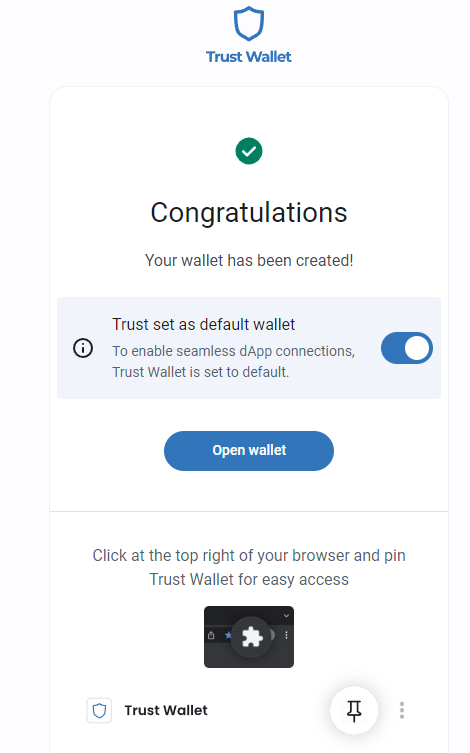 Trust Wallet
Congratulations
Your wallet has been created!
Trust set as default wallet
To enable seamless dApp connections,
Trust Wallet is set to default.
Open wallet
Click at the top right of your browser and pin
Trust Wallet for easy access
Trust Wallet